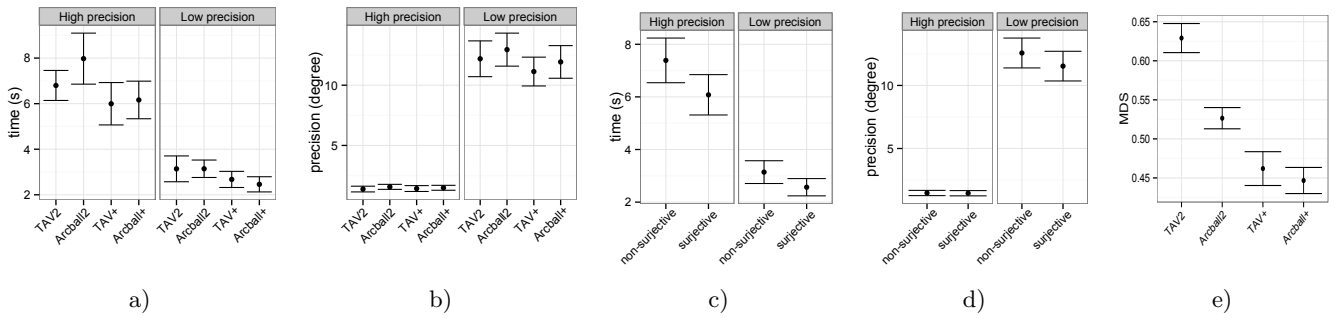 High precision Low precision
time (s)
8
6
4
2
TAV2 Arcball2 TAV+ Arcball+ TAV2 Arcball2 TAV+ Arcball+
a)
High precision Low precision
precision (degree)
10
5
TAV2 Arcball2 TAV+ Arcball+ TAV2 Arcball2 TAV+ Arcball+
b)
High precision Low precision
time (s)
8
6
4
2
non-surjective surjective non-surjective surjective
c)
High precision Low precision
precision (degree)
10
5
non-surjective surjective non-surjective surjective
d)
MDS
0.65
0.60
0.55
0.50
0.45
TAV2 Arcball2 TAV+ Arcball+
e)